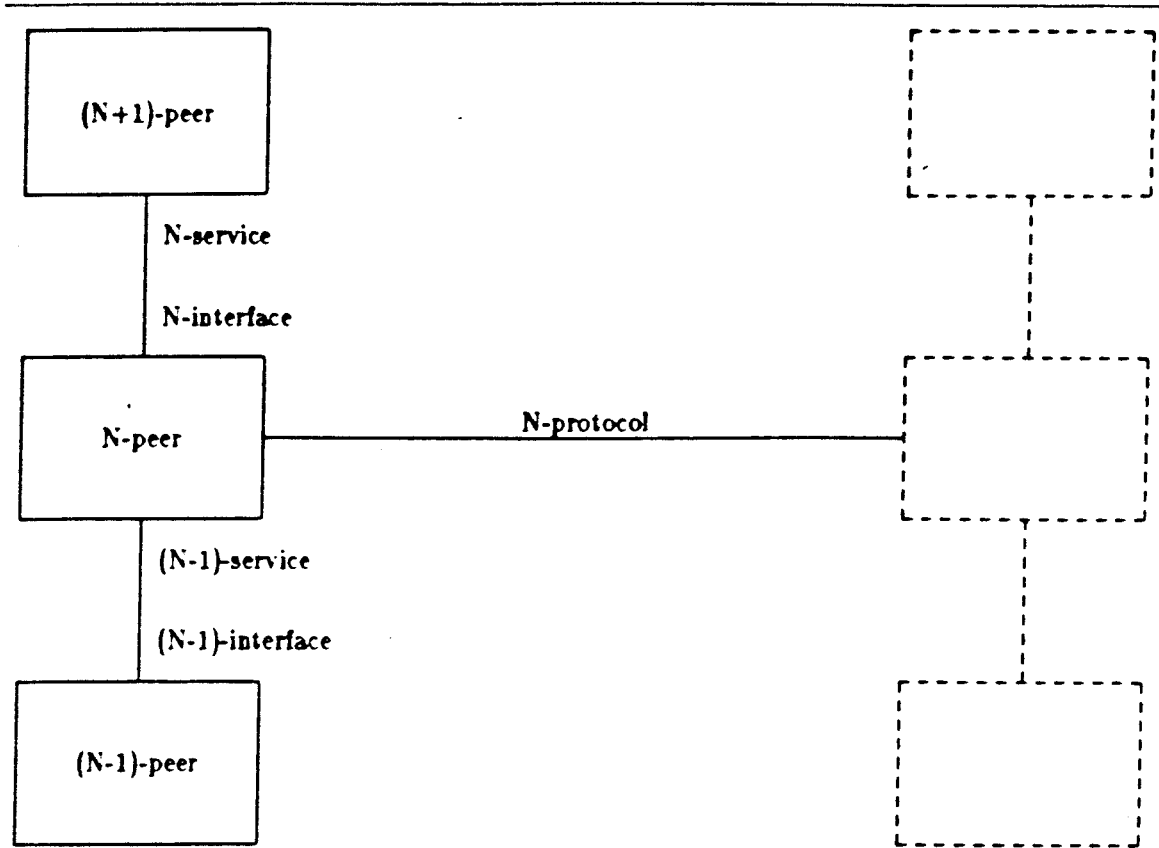 (N+1)-peer
N-service
N-interface
N-peer
N-protocol
(N-1)-service
(N-1)-interface
(N-1)-peer